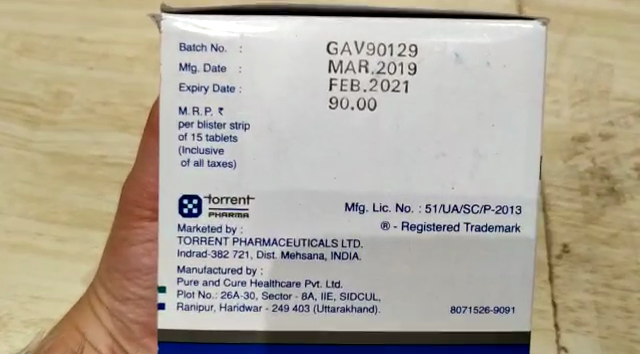 Batch No. : GAV90129
Mfg. Date : MAR.2019
Expiry Date : FEB.2021
M.R.P. ₹ 90.00
per blister strip
of 15 tablets
(Inclusive
of all taxes)
torrent
PHARMA
Mfg. Lic. No. : 51/UA/SC/P-2013
® - Registered Trademark
Marketed by :
TORRENT PHARMACEUTICALS LTD.
Indrad-382 721, Dist. Mehsana, INDIA.
Manufactured by :
Pure and Cure Healthcare Pvt. Ltd.
Plot No.: 26A-30, Sector - 8A, IIE, SIDCUL,
Ranipur, Haridwar - 249 403 (Uttarakhand).
8071526-9091